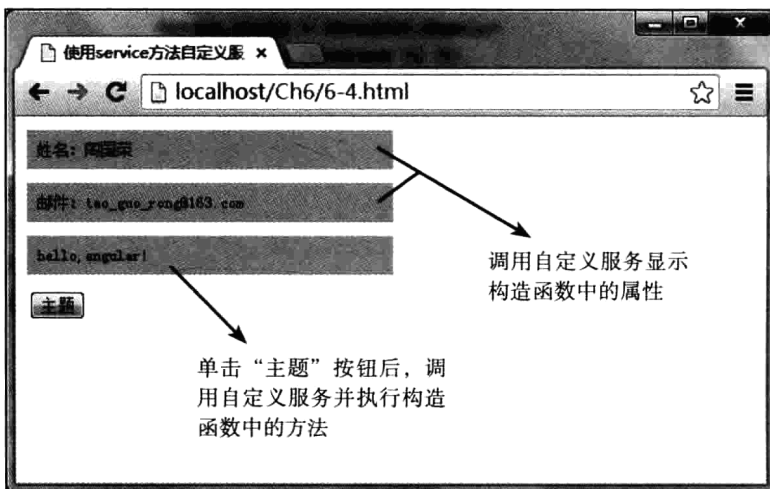 使用service方法自定义服
localhost/Ch6/6-4.html
姓名：陶国荣
邮件：tao_guo_rong@163.com
hello,angular!
主题
调用自定义服务显示
构造函数中的属性
单击“主题”按钮后，调
用自定义服务并执行构造
函数中的方法